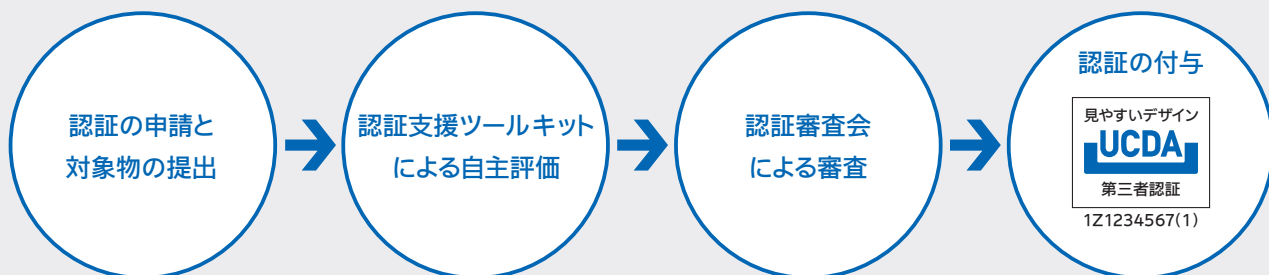 認証の申請と
対象物の提出
認証支援ツールキット
による自主評価
認証審査会
による審査
認証の付与
見やすいデザイン
UCDA
第三者認証
1Z1234567(1)